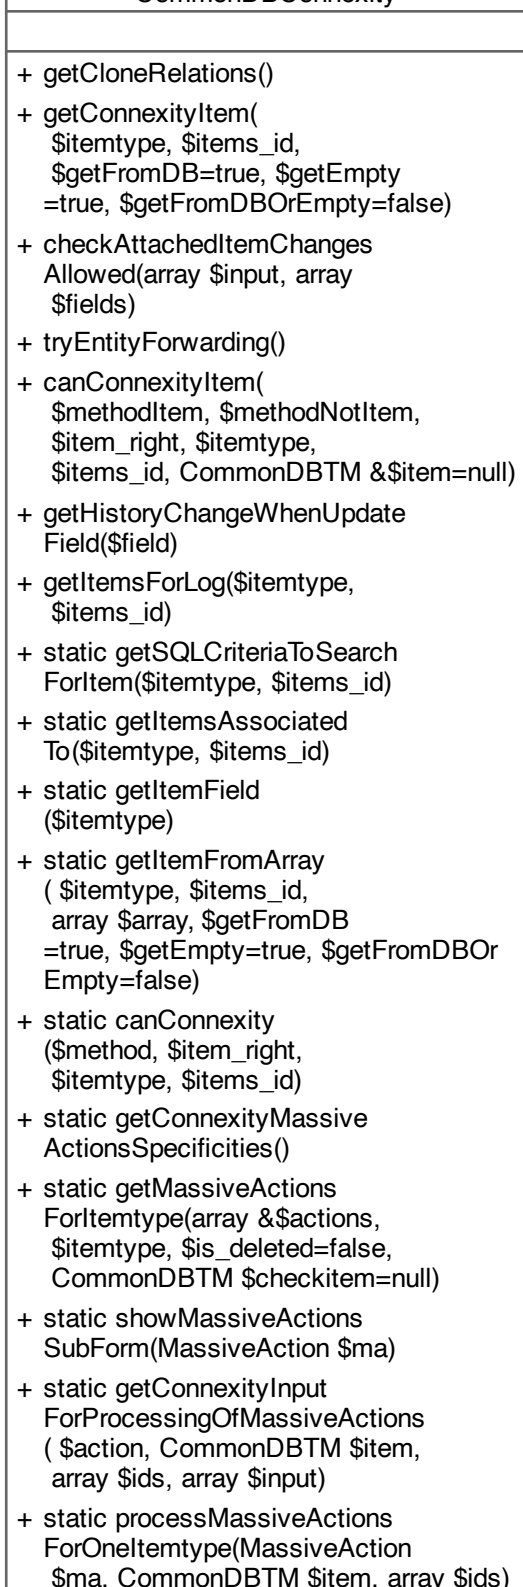 CommonDBConnexity
+ getCloneRelations()
+ getConnexityItem(
$itemtype, $items_id,
$getFromDB=true, $getEmpty
=true, $getFromDBOrEmpty=false)
+ checkAttachedItemChanges
Allowed(array $input, array
$fields)
+ tryEntityForwarding()
+ canConnexityItem(
$methodItem, $methodNotItem,
$item_right, $itemtype,
$items_id, CommonDBTM &$item=null)
+ getHistoryChangeWhenUpdate
Field($field)
+ getItemsForLog($itemtype,
$items_id)
+ static getSQLCriteriaToSearch
ForItem($itemtype, $items_id)
+ static getItemsAssociated
To($itemtype, $items_id)
+ static getItemField
($itemtype)
+ static getItemFromArray
( $itemtype, $items_id,
array $array, $getFromDB
=true, $getEmpty=true, $getFromDBOr
Empty=false)
+ static canConnexity
($method, $item_right,
$itemtype, $items_id)
+ static getConnexityMassive
ActionsSpecificities()
+ static getMassiveActions
ForItemtype(array &$actions,
$itemtype, $is_deleted=false,
CommonDBTM $checkitem=null)
+ static showMassiveActions
SubForm(MassiveAction $ma)
+ static getConnexityInput
ForProcessingOfMassiveActions
( $action, CommonDBTM $item,
array $ids, array $input)
+ static processMassiveActions
ForOneItemtype(MassiveAction
$ma, CommonDBTM $item, array $ids)